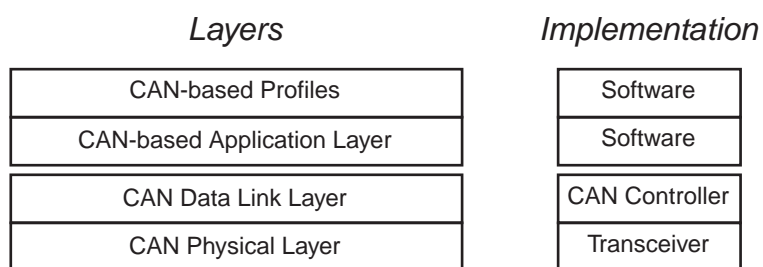 Layers Implementation
CAN-based Profiles Software
CAN-based Application Layer Software
CAN Data Link Layer CAN Controller
CAN Physical Layer Transceiver